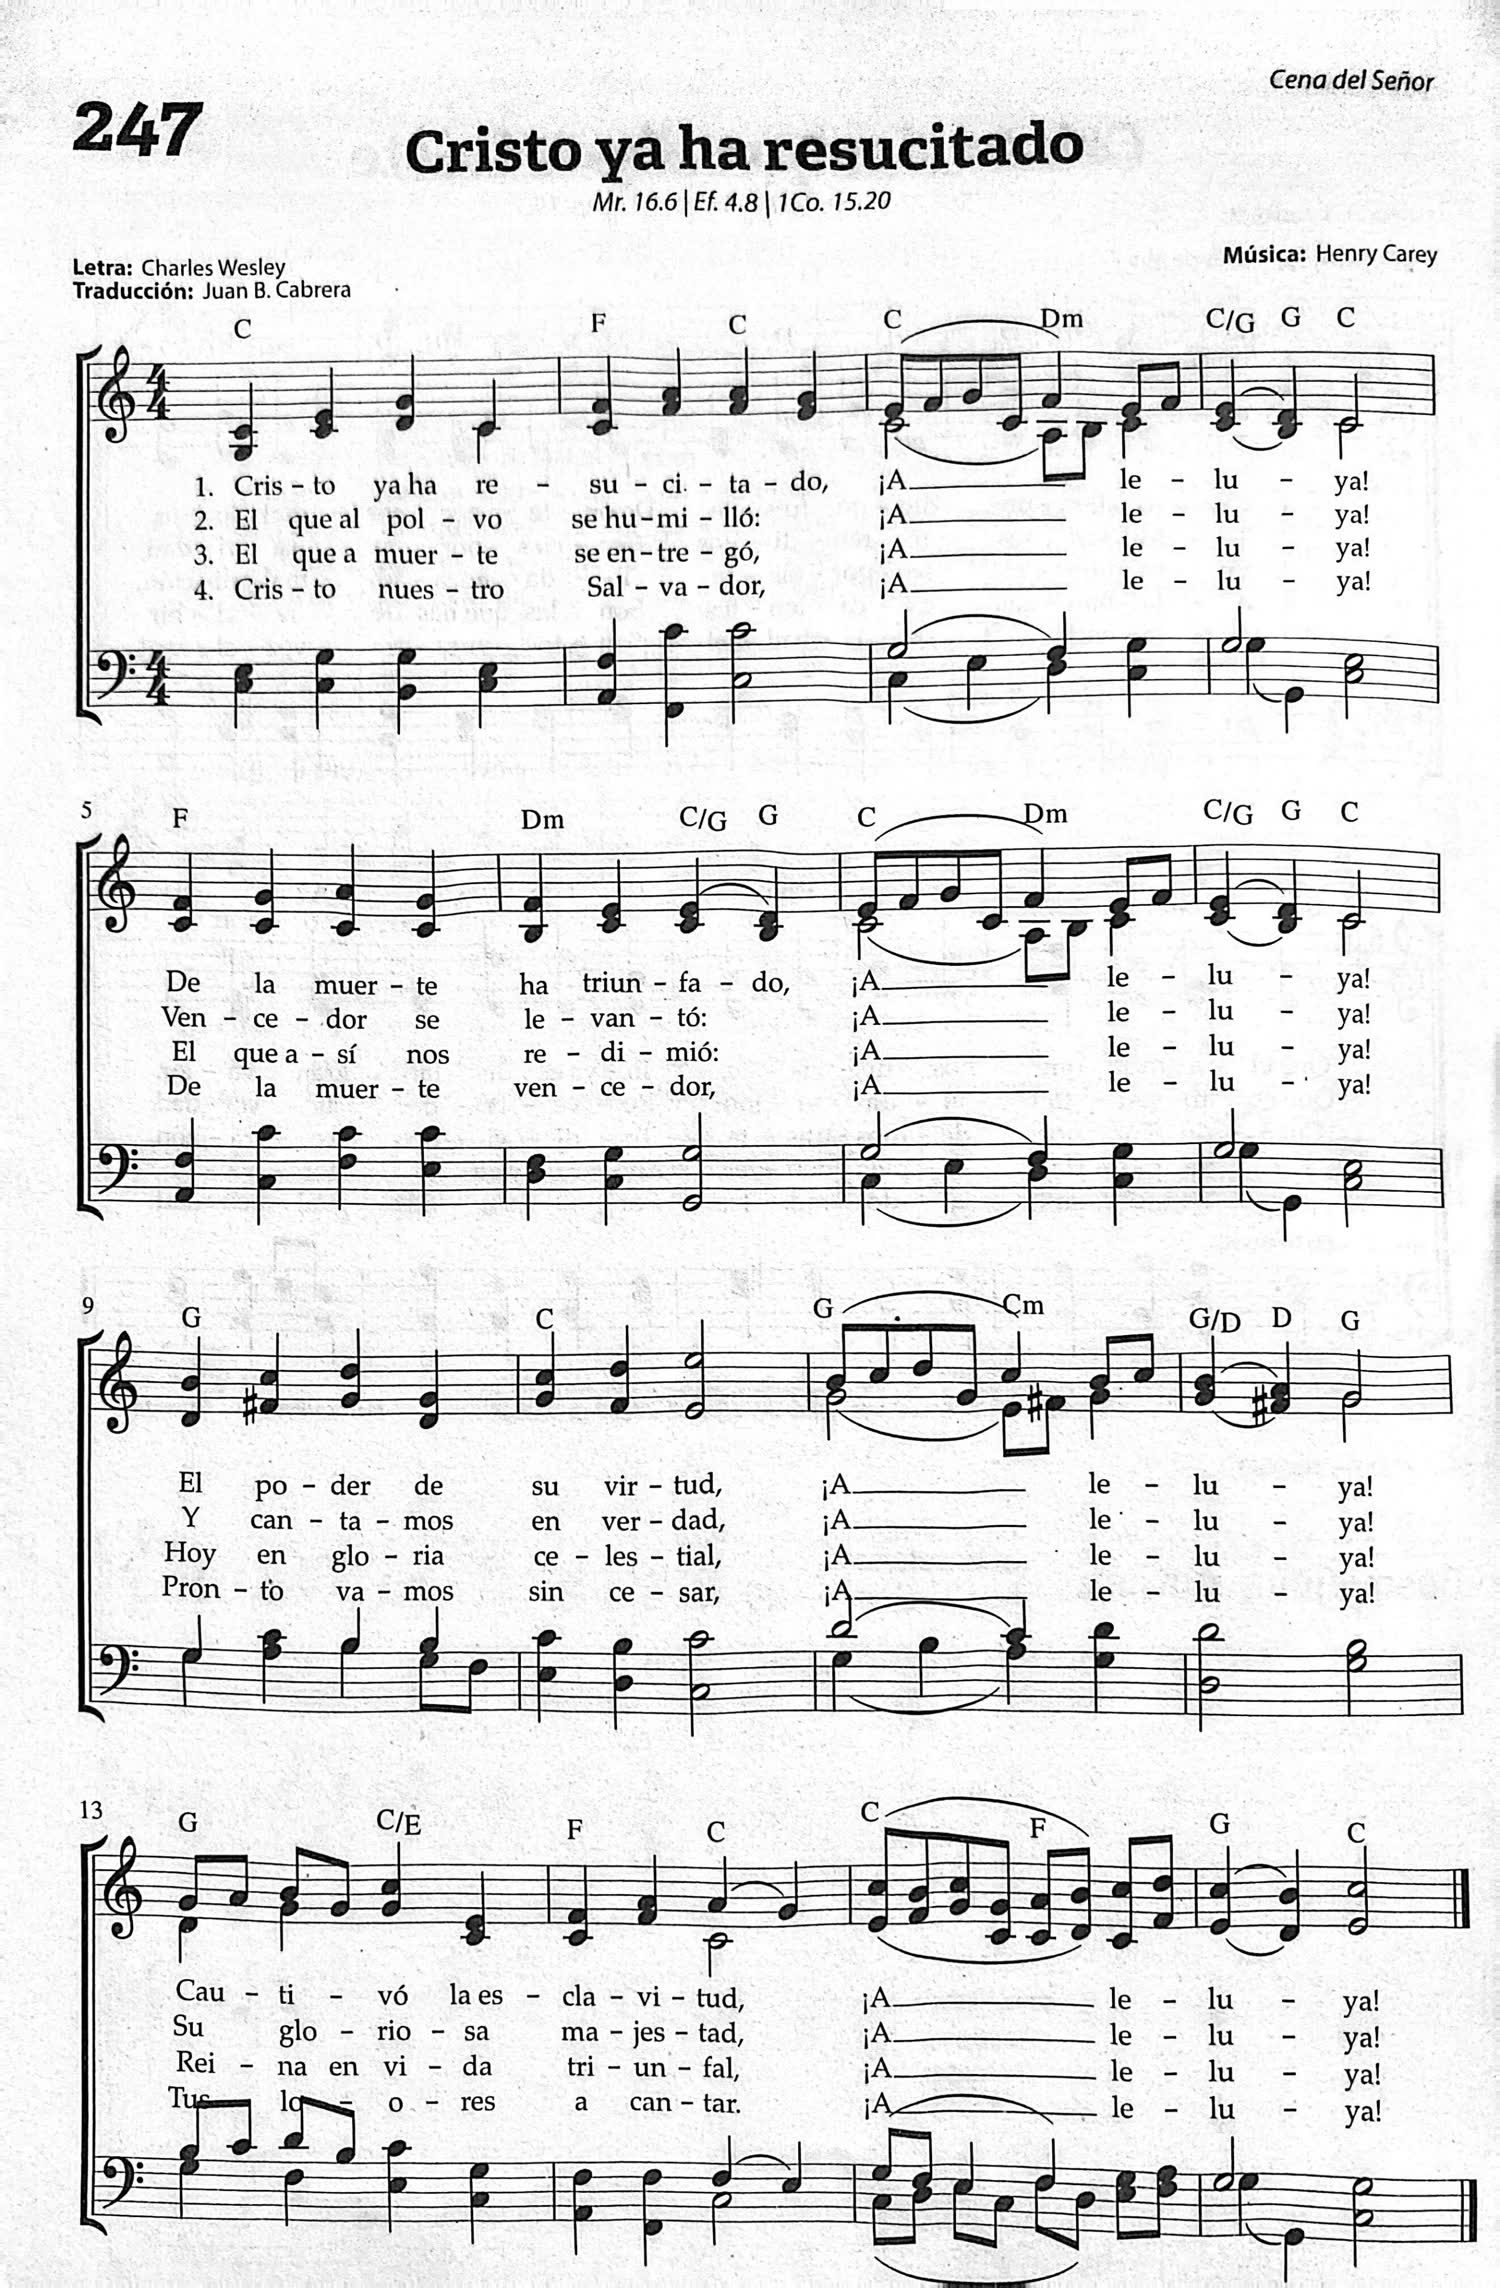 Cena del Señor
247
Cristo ya ha resucitado
Mr. 16.6 | Ef. 4.8 | 1Co. 15.20
Letra: Charles Wesley
Música: Henry Carey
Traducción: Juan B. Cabrera
C F C C Dm C/G G C
1. Cris – to ya ha re – su – ci – ta – do, ¡A le – lu – ya!
2. El que al pol – vo se hu – mi – lló: ¡A le – lu – ya!
3. El que a muer – te se en – tre – gó, ¡A le – lu – ya!
4. Cris – to nues – tro Sal – va – dor, ¡A le – lu – ya!
5
F Dm C/G G C Dm C/G G C
De la muer – te ha triun – fa – do, ¡A le – lu – ya!
Ven – ce – dor se le – van – tó: ¡A le – lu – ya!
El que a – sí nos re – di – mió: ¡A le – lu – ya!
De la muer – te ven – ce – dor, ¡A le – lu – ya!
9
G C G Cm G/D D G
El po – der de su vir – tud, ¡A le – lu – ya!
Y can – ta – mos en ver – dad, ¡A le – lu – ya!
Hoy en glo – ria ce – les – tial, ¡A le – lu – ya!
Pron – to va – mos sin ce – sar, ¡A le – lu – ya!
13
G C/E F C C F G C
Cau – ti – vó la es – cla – vi – tud, ¡A le – lu – ya!
Su glo – rio – sa ma – jes – tad, ¡A le – lu – ya!
Rei – na en vi – da tri – un – fal, ¡A le – lu – ya!
Tus lo – o – res a can – tar. ¡A le – lu – ya!